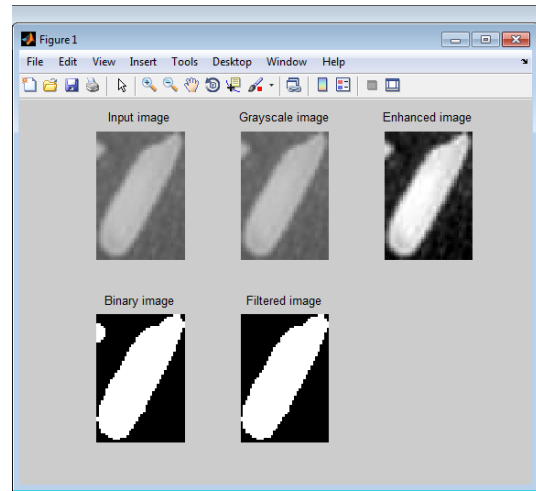 Figure 1
File Edit View Insert Tools Desktop Window Help
Input image Grayscale image Enhanced image
Binary image Filtered image